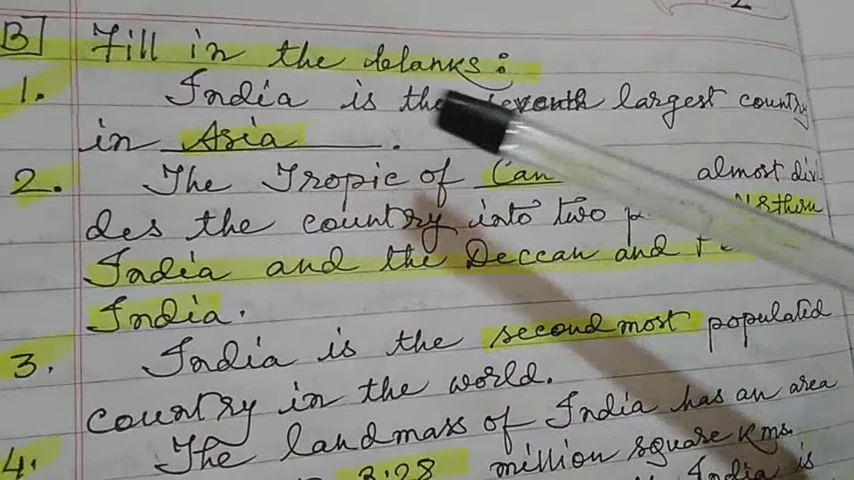 B] Fill in the blanks:
1. India is the seventh largest country
in Asia.
2. The Tropic of Can almost divi
des the country into two p
India and the Deccan and
India.
3. India is the second most populated
country in the world.
4. The landmass of India has an area
3.28 million square Kms.
India is